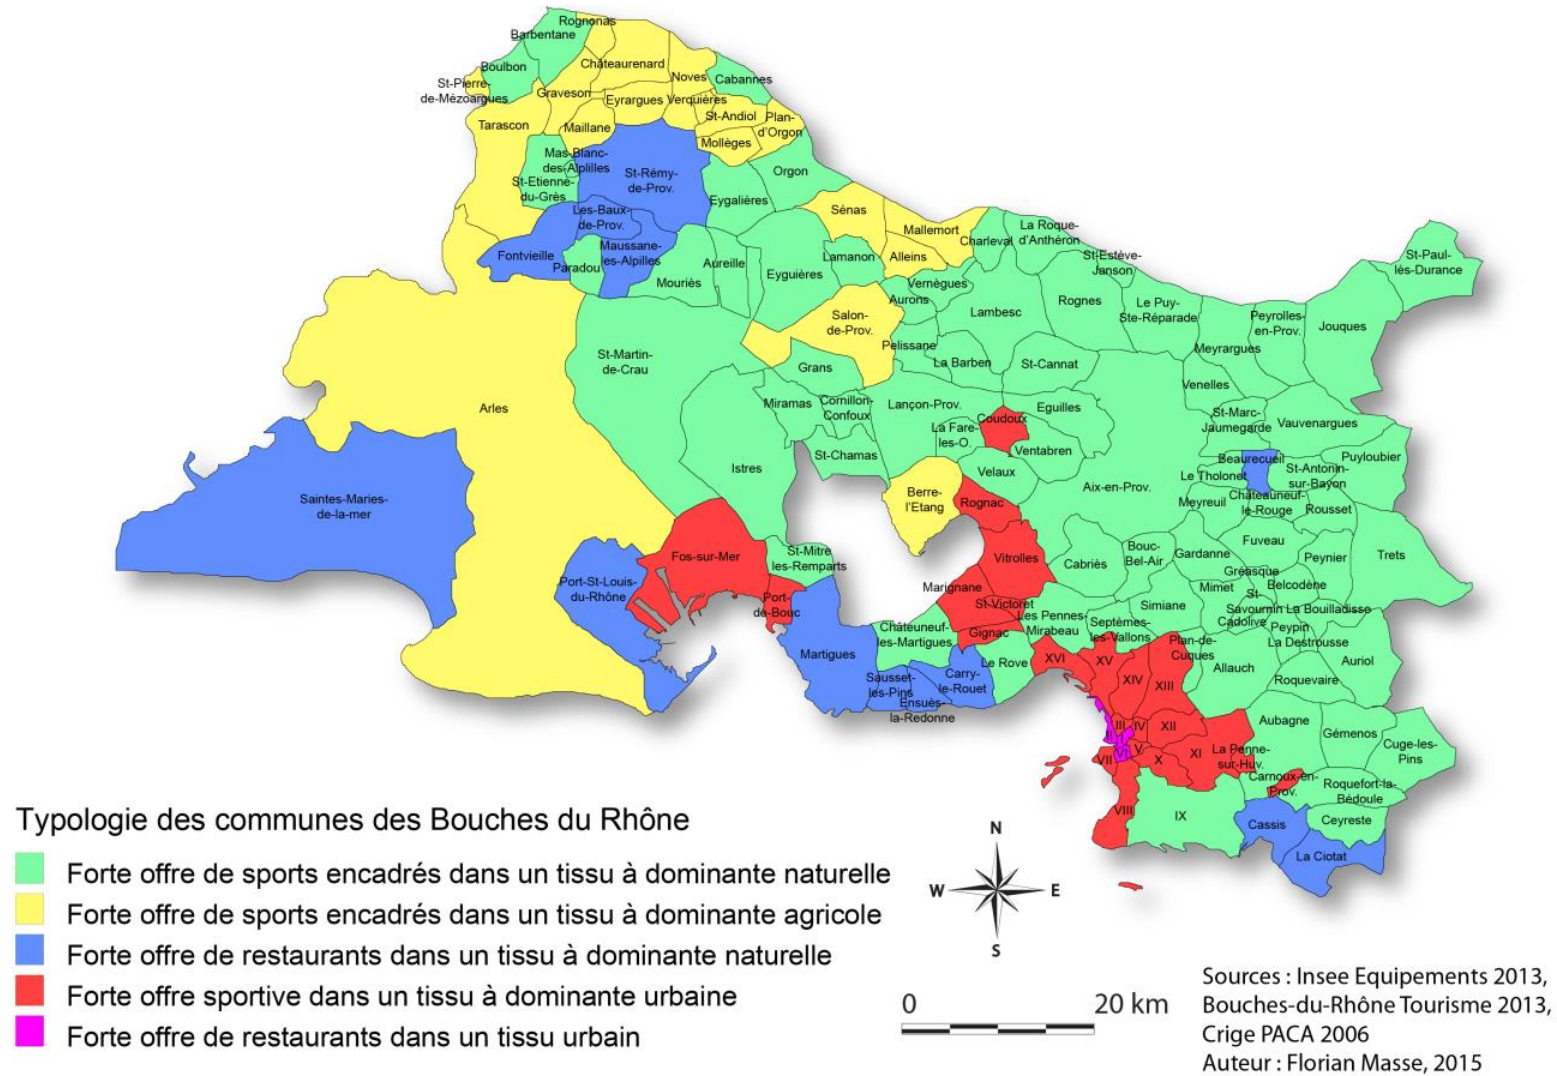 Rognonas
Barbentane
Boulbon
St-Pierre-
de-Mézoargues
Châteaurenard
Noves
Cabannes
Graveson
Eyrargues
Verquières
Tarascon
Maillane
St-Andiol
Plan-
d'Orgon
Mollèges
Mas-Blanc-
des-Alpilles
St-Etienne-
du-Grès
St-Rémy-
de-Prov.
Orgon
Eygalières
Les-Baux-
de-Prov.
Sénas
Mallemort
Charleval
La Roque-
d'Anthéron
St-Estève-
Janson
St-Paul-
lès-Durance
Fontvieille
Paradou
Maussane-
les-Alpilles
Mouriès
Aureille
Eyguières
Lamanon
Alleins
Vernègues
Aurons
Lambesc
Rognes
Le Puy-
Ste-Réparade
Peyrolles-
en-Prov.
Jouques
Meyrargues
Salon-
de-Prov.
Pelissane
La Barben
St-Cannat
Venelles
St-Martin-
de-Crau
Grans
Miramas
Cornillon-
Confoux
Lançon-Prov.
Coudoux
Eguilles
St-Marc-
Jaumegarde
Vauvenargues
Arles
La Fare-
les-O.
Ventabren
St-Chamas
Istres
Velaux
Aix-en-Prov.
Beaurecueil
Le Tholonet
St-Antonin-
sur-Bayon
Puyloubier
Saintes-Maries-
de-la-mer
Berre-
l'Etang
Rognac
Meyreuil
Châteauneuf-
le-Rouge
Rousset
Fos-sur-Mer
St-Mitre
les-Remparts
Vitrolles
Cabriès
Bouc-
Bel-Air
Gardanne
Fuveau
Peynier
Trets
Port-St-Louis-
du-Rhône
Port-
de-Bouc
Marignane
St-Victoret
Gréasque
Mimet
Belcodène
St-
Savournin
La Bouilladisse
Simiane
Cadolive
Peypin
La Destrousse
Châteuneuf-
les-Martigues
Gignac
Les Pennes-
Mirabeau
Septèmes-
les-Vallons
Plan-de-
Cuques
Allauch
Auriol
Roquevaire
Martigues
Sausset-
les-Pins
Carry-
le-Rouet
Le Rove
Ensuès-
la-Redonne
XVI
XV
XIV
XIII
III
IV
XII
II
I
V
VI
VII
X
XI
VIII
IX
La Penne-
sur-Huv.
Aubagne
Gémenos
Cuge-les-
Pins
Carnoux-en-
Prov.
Roquefort-la-
Bédoule
Cassis
Ceyreste
La Ciotat
Typologie des communes des Bouches du Rhône
Forte offre de sports encadrés dans un tissu à dominante naturelle
Forte offre de sports encadrés dans un tissu à dominante agricole
Forte offre de restaurants dans un tissu à dominante naturelle
Forte offre sportive dans un tissu à dominante urbaine
Forte offre de restaurants dans un tissu urbain
N
W
E
S
0
20 km
Sources : Insee Equipements 2013,
Bouches-du-Rhône Tourisme 2013,
Crige PACA 2006
Auteur : Florian Masse, 2015